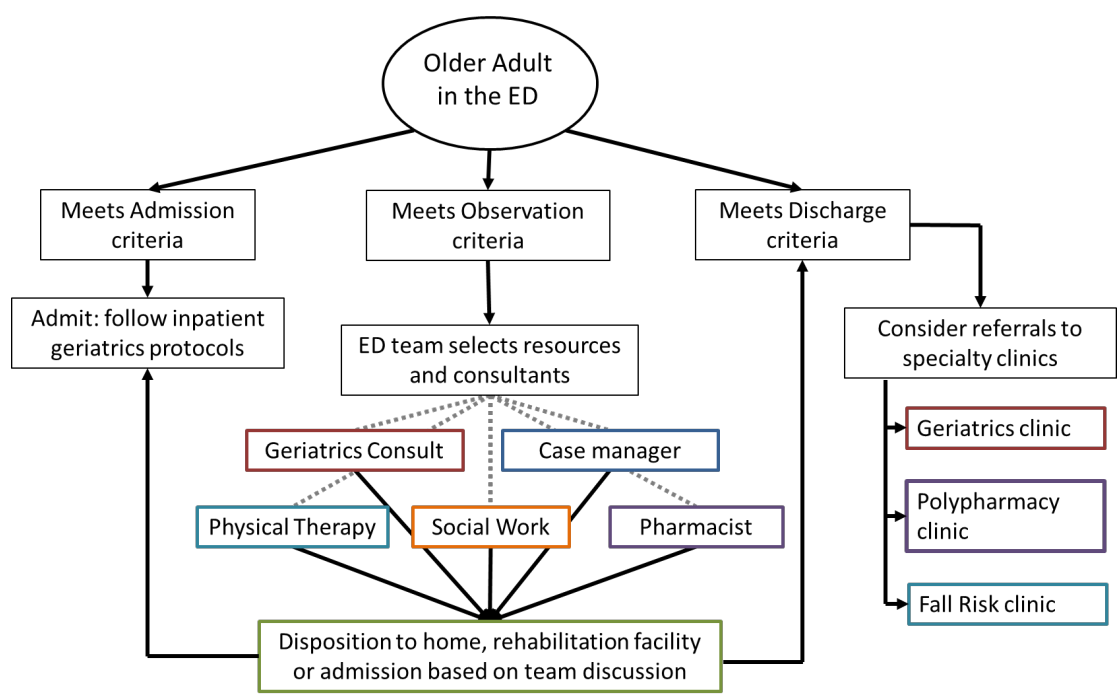 Older Adult
in the ED
Meets Admission
criteria
Meets Observation
criteria
Meets Discharge
criteria
Admit: follow inpatient
geriatrics protocols
ED team selects resources
and consultants
Consider referrals to
specialty clinics
Geriatrics Consult
Case manager
Physical Therapy
Social Work
Pharmacist
Geriatrics clinic
Polypharmacy
clinic
Fall Risk clinic
Disposition to home, rehabilitation facility
or admission based on team discussion